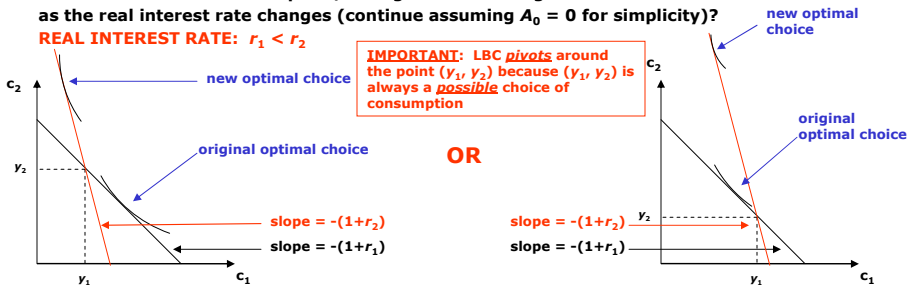 as the real interest rate changes (continue assuming A0 = 0 for simplicity)?
REAL INTEREST RATE: r1 < r2
IMPORTANT: LBC pivots around
the point (y1, y2) because (y1, y2) is
always a possible choice of
consumption
new optimal choice
c2
original optimal choice
y2
slope = -(1+r2)
slope = -(1+r1)
y1
c1
OR
new optimal
choice
c2
original
optimal choice
y2
slope = -(1+r2)
slope = -(1+r1)
y1
c1